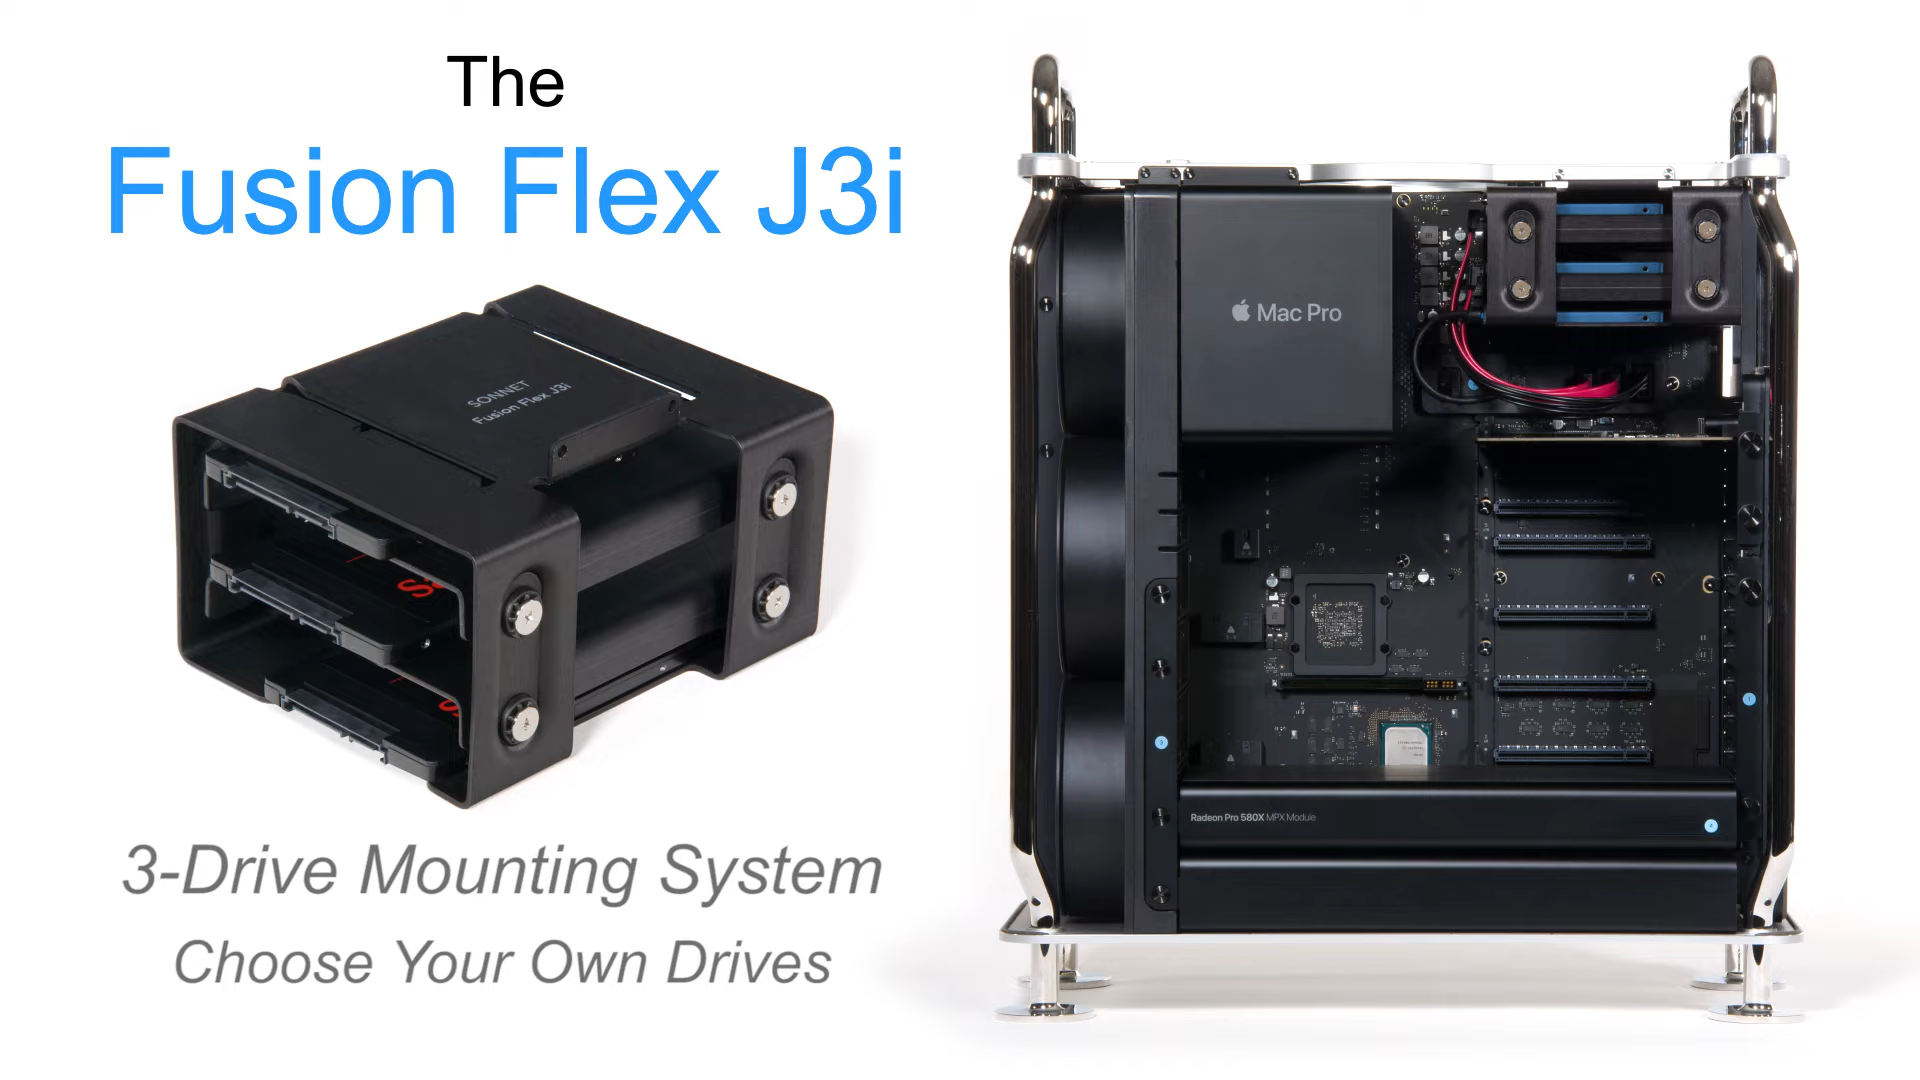 The
Fusion Flex J3i
SONNET
Fusion Flex J3i
3-Drive Mounting System
Choose Your Own Drives
Mac Pro
Radeon Pro 580X MPX Module